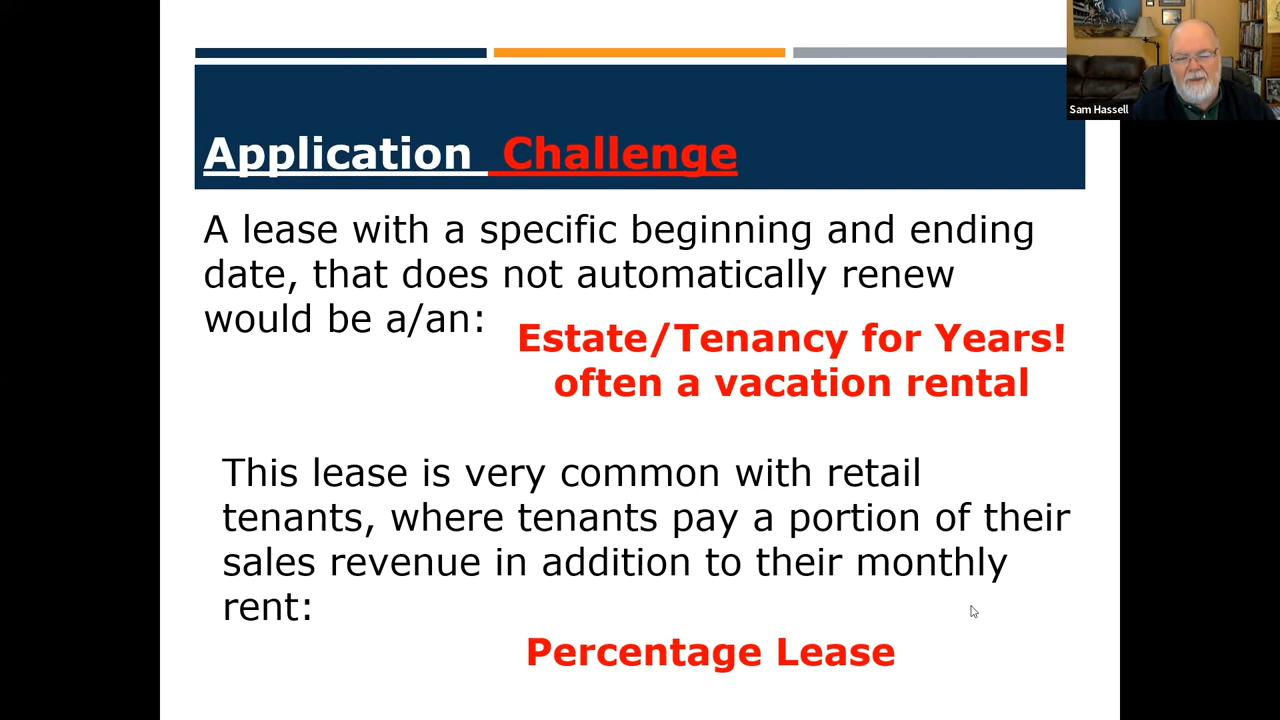 Sam Hassell
Application Challenge
A lease with a specific beginning and ending
date, that does not automatically renew
would be a/an:
Estate/Tenancy for Years!
often a vacation rental
This lease is very common with retail
tenants, where tenants pay a portion of their
sales revenue in addition to their monthly
rent:
Percentage Lease